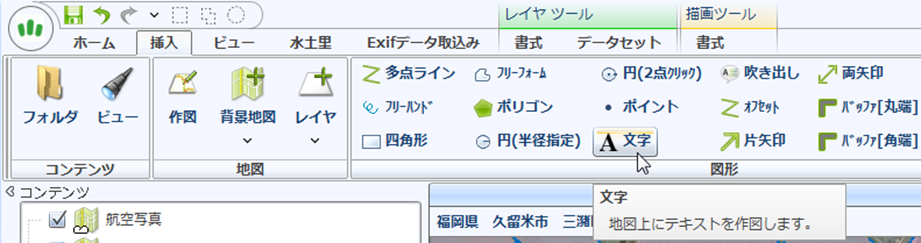 レイヤ ツール 描画ツール
ホーム 挿入 ビュー 水土里 Exifデータ取込み 書式 データセット 書式
フォルダ ビュー 作図 背景地図 レイヤ
多点ライン フリーフォーム 円(2点クリック) 吹き出し 両矢印
フリーハンド ポリゴン ポイント オフセット バッファ[丸端]
四角形 円(半径指定) A 文字 片矢印 バッファ[角端]
コンテンツ 地図 図形
コンテンツ
航空写真
福岡県 久留米市
文字
地図上にテキストを作図します。